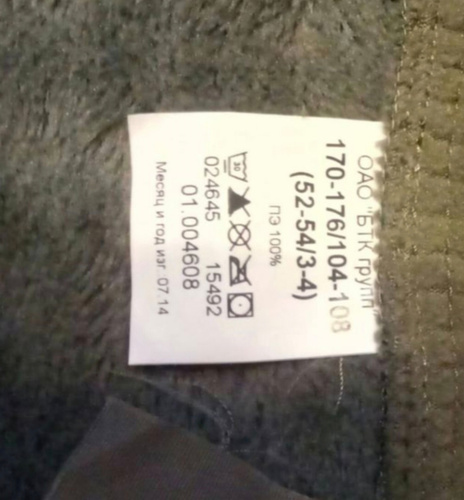 ОАО "БТК групп"
170-176/104-108
(52-54/3-4)
ПЭ 100%
30
024645 15492
01.004608
Месяц и год изг. 07.14